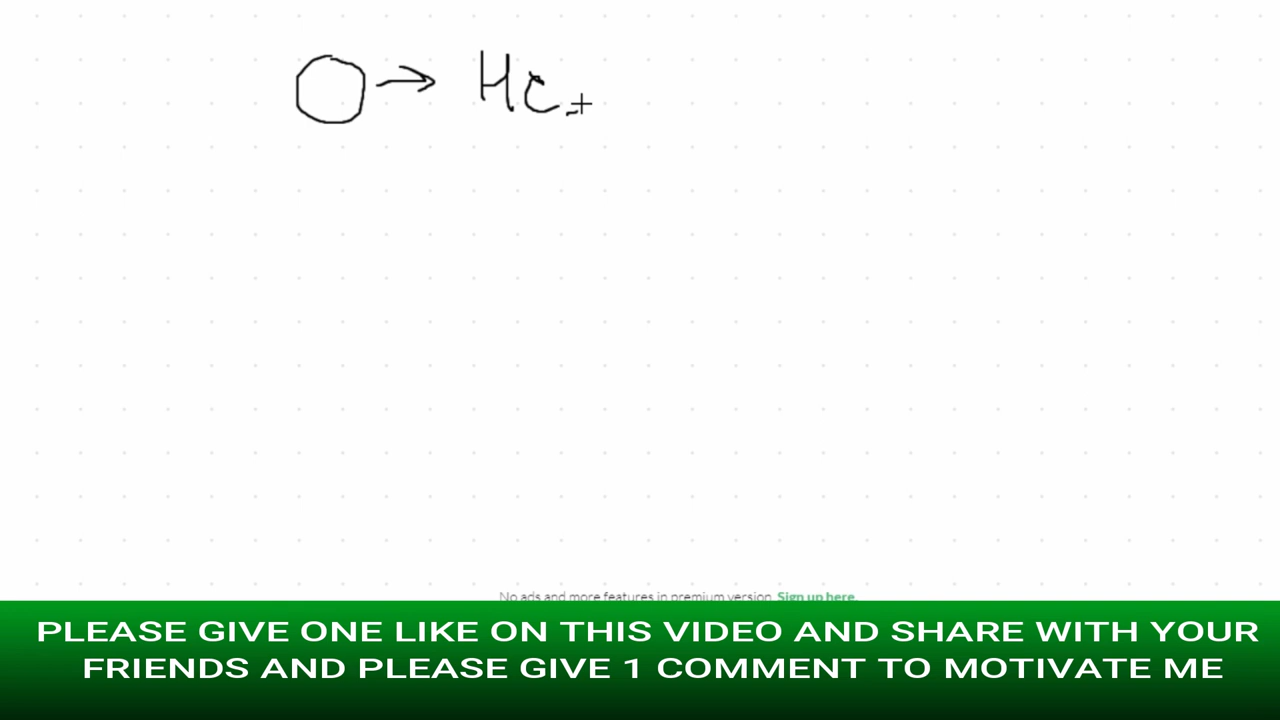 → He
No ads and more features in premium version. Sign up here.
PLEASE GIVE ONE LIKE ON THIS VIDEO AND SHARE WITH YOUR
FRIENDS AND PLEASE GIVE 1 COMMENT TO MOTIVATE ME